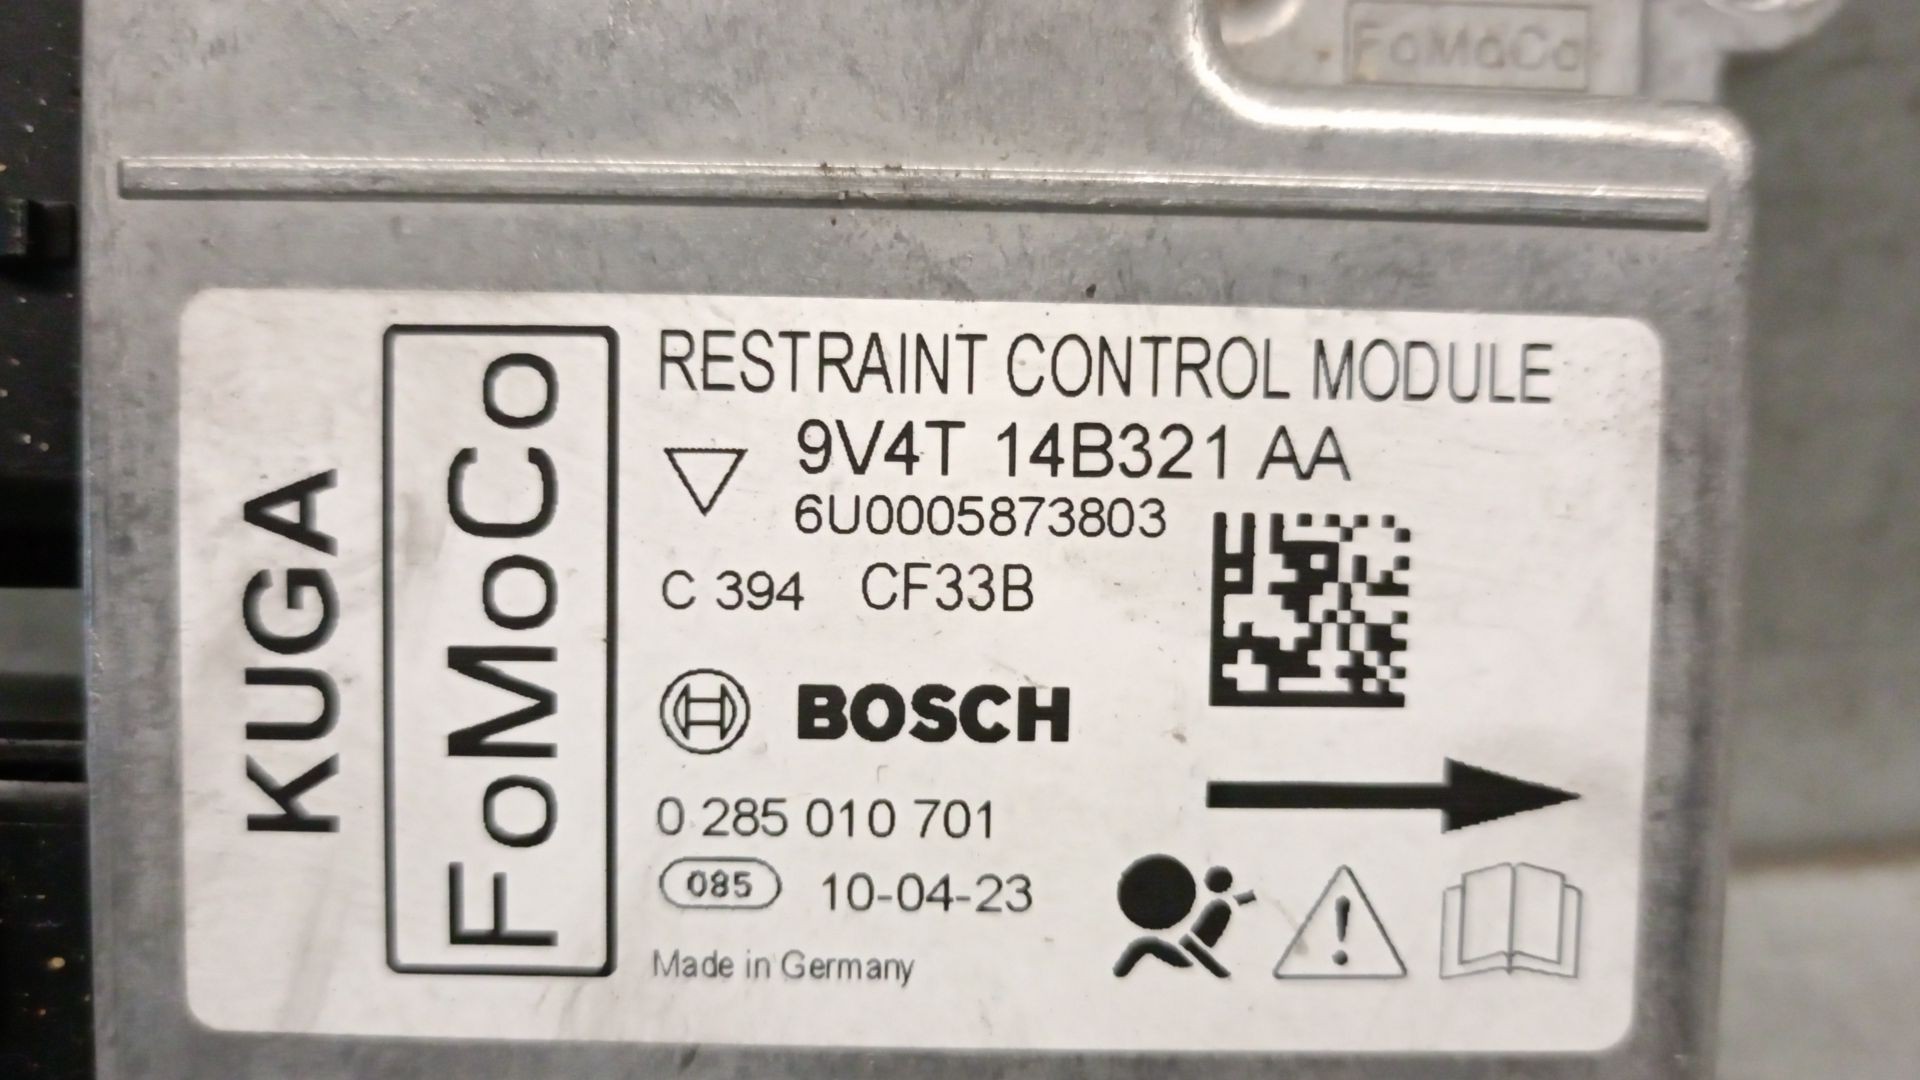 FoMoCo
KUGA
FoMoCo
RESTRAINT CONTROL MODULE
9V4T 14B321 AA
6U0005873803
C 394 CF33B
BOSCH
0 285 010 701
085 10-04-23
Made in Germany